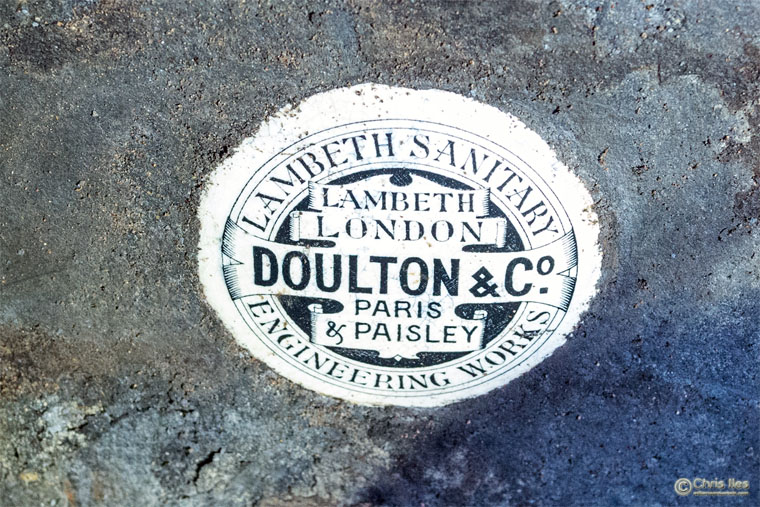 LAMBETH · SANITARY
LAMBETH
LONDON
DOULTON & Co.
PARIS
& PAISLEY
ENGINEERING WORKS
© Chris Iles